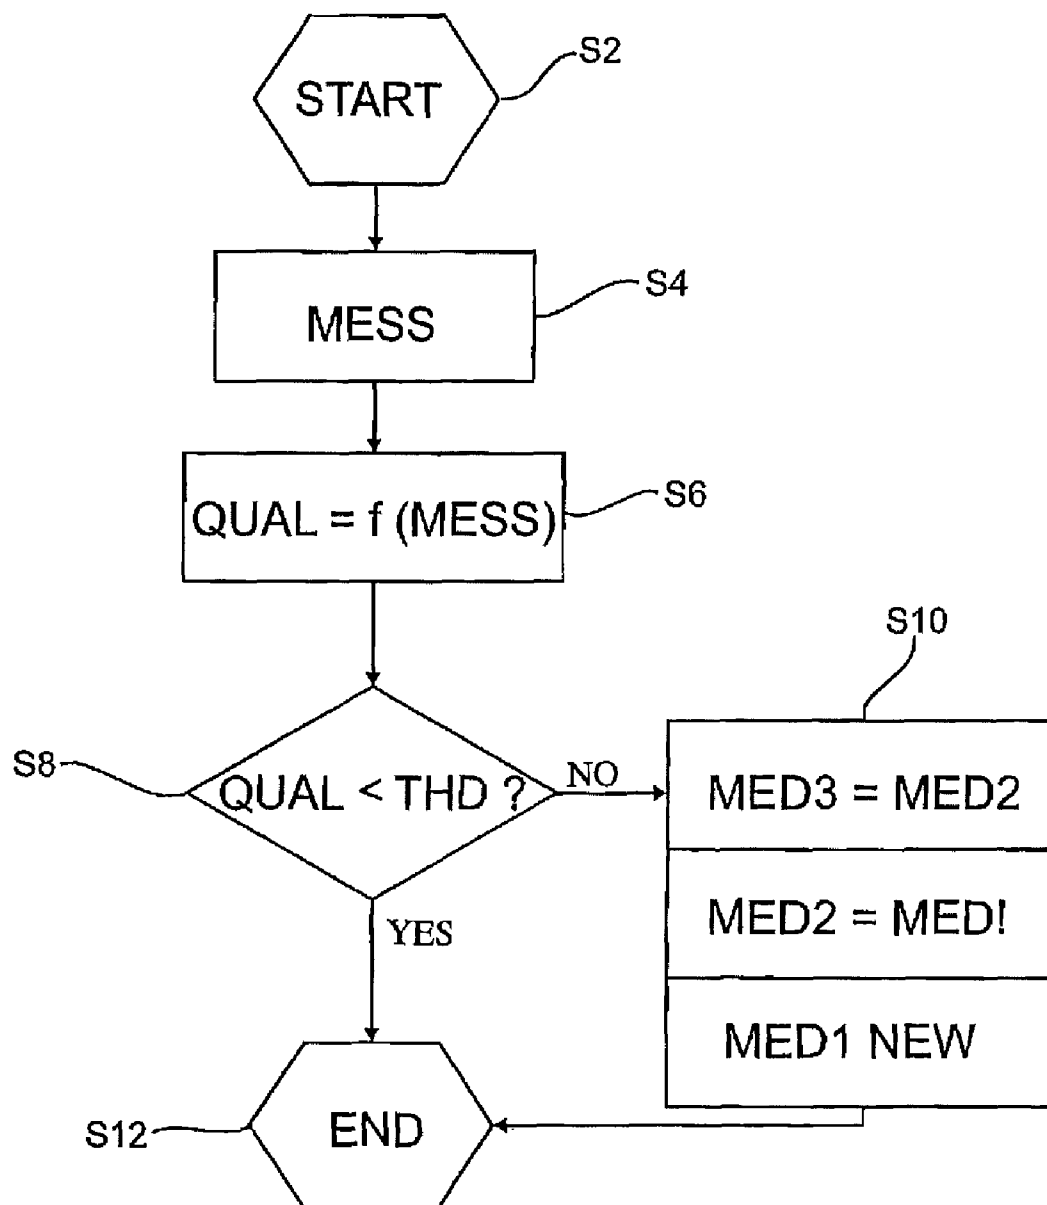 START
S2
MESS
S4
QUAL = f (MESS)
S6
S8
QUAL < THD ?
NO
YES
S10
MED3 = MED2
MED2 = MED!
MED1 NEW
S12
END